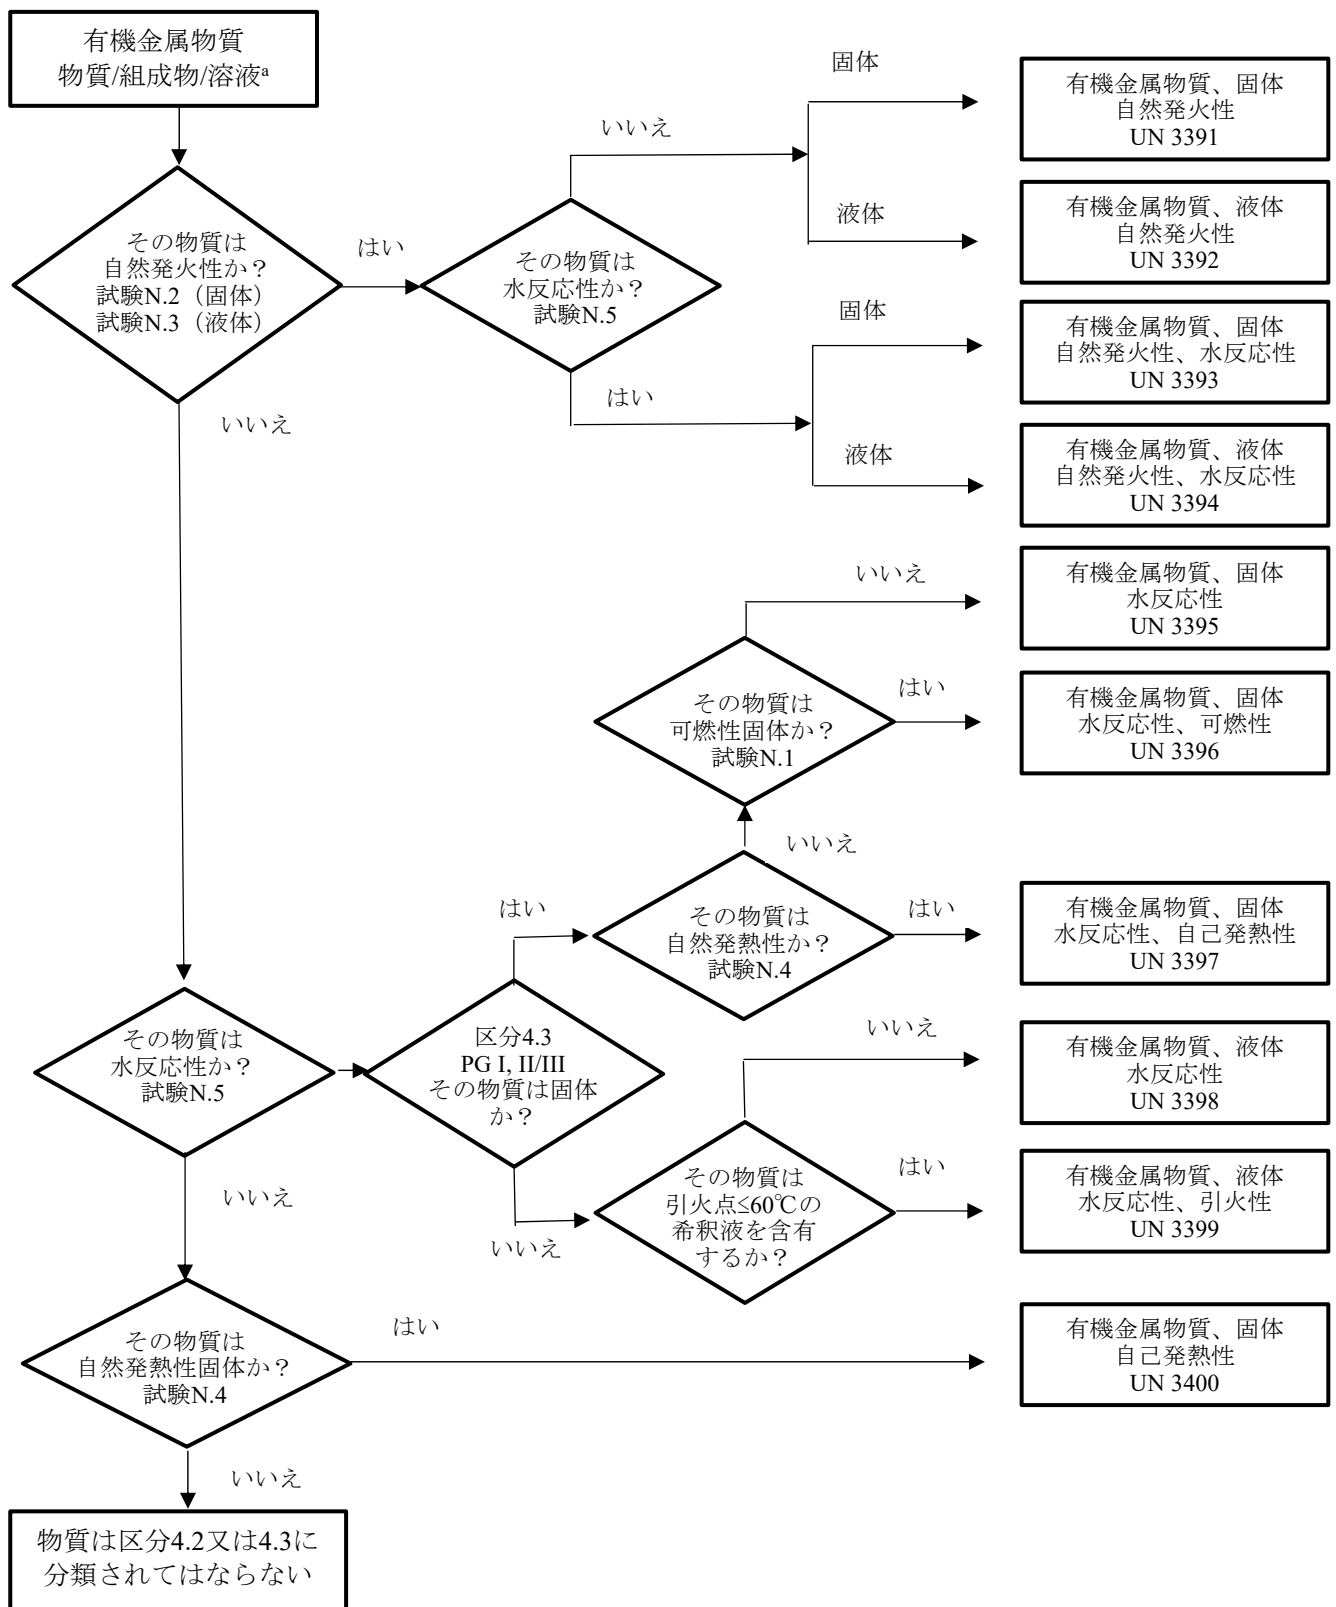 有機金属物質
物質/組成物/溶液ª
固体
有機金属物質、固体
自然発火性
UN 3391
いいえ
その物質は
自然発火性か？
試験N.2（固体）
試験N.3（液体）
はい
その物質は
水反応性か？
試験N.5
液体
有機金属物質、液体
自然発火性
UN 3392
固体
有機金属物質、固体
自然発火性、水反応性
UN 3393
はい
いいえ
液体
有機金属物質、液体
自然発火性、水反応性
UN 3394
いいえ
有機金属物質、固体
水反応性
UN 3395
その物質は
可燃性固体か？
試験N.1
はい
有機金属物質、固体
水反応性、可燃性
UN 3396
いいえ
はい
その物質は
自然発熱性か？
試験N.4
はい
有機金属物質、固体
水反応性、自己発熱性
UN 3397
その物質は
水反応性か？
試験N.5
区分4.3
PG I, II/III
その物質は固体
か？
いいえ
有機金属物質、液体
水反応性
UN 3398
いいえ
いいえ
その物質は
引火点≤60℃の
希釈液を含有
するか？
はい
有機金属物質、液体
水反応性、引火性
UN 3399
その物質は
自然発熱性固体か？
試験N.4
はい
有機金属物質、固体
自己発熱性
UN 3400
いいえ
物質は区分4.2又は4.3に
分類されてはならない